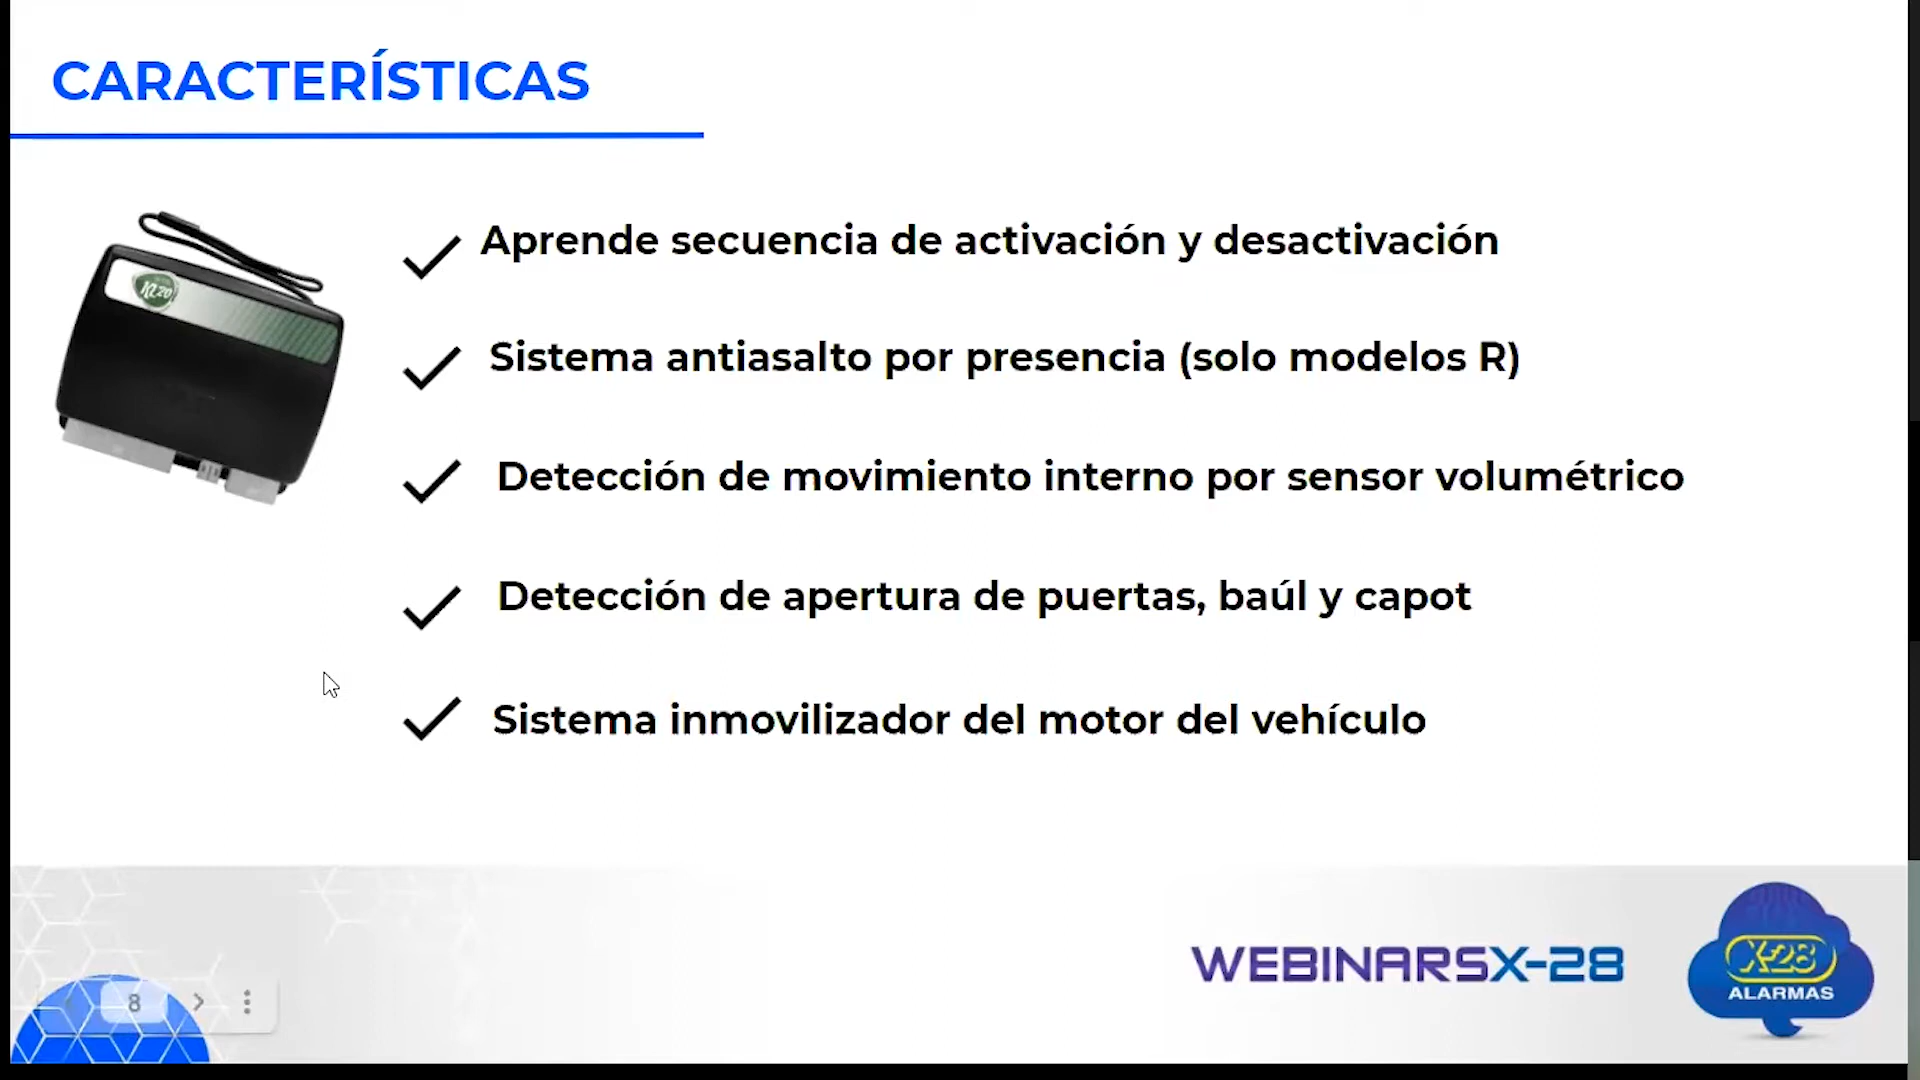 CARACTERÍSTICAS
Aprende secuencia de activación y desactivación
Sistema antiasalto por presencia (solo modelos R)
Detección de movimiento interno por sensor volumétrico
Detección de apertura de puertas, baúl y capot
Sistema inmovilizador del motor del vehículo
WEBINARSX-28
X-28
ALARMAS
8